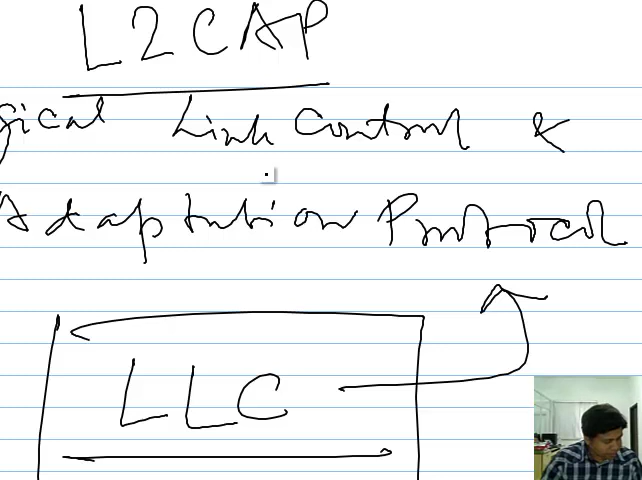 L2CAP
gical Link Control &
Adaptation Protocol
LLC